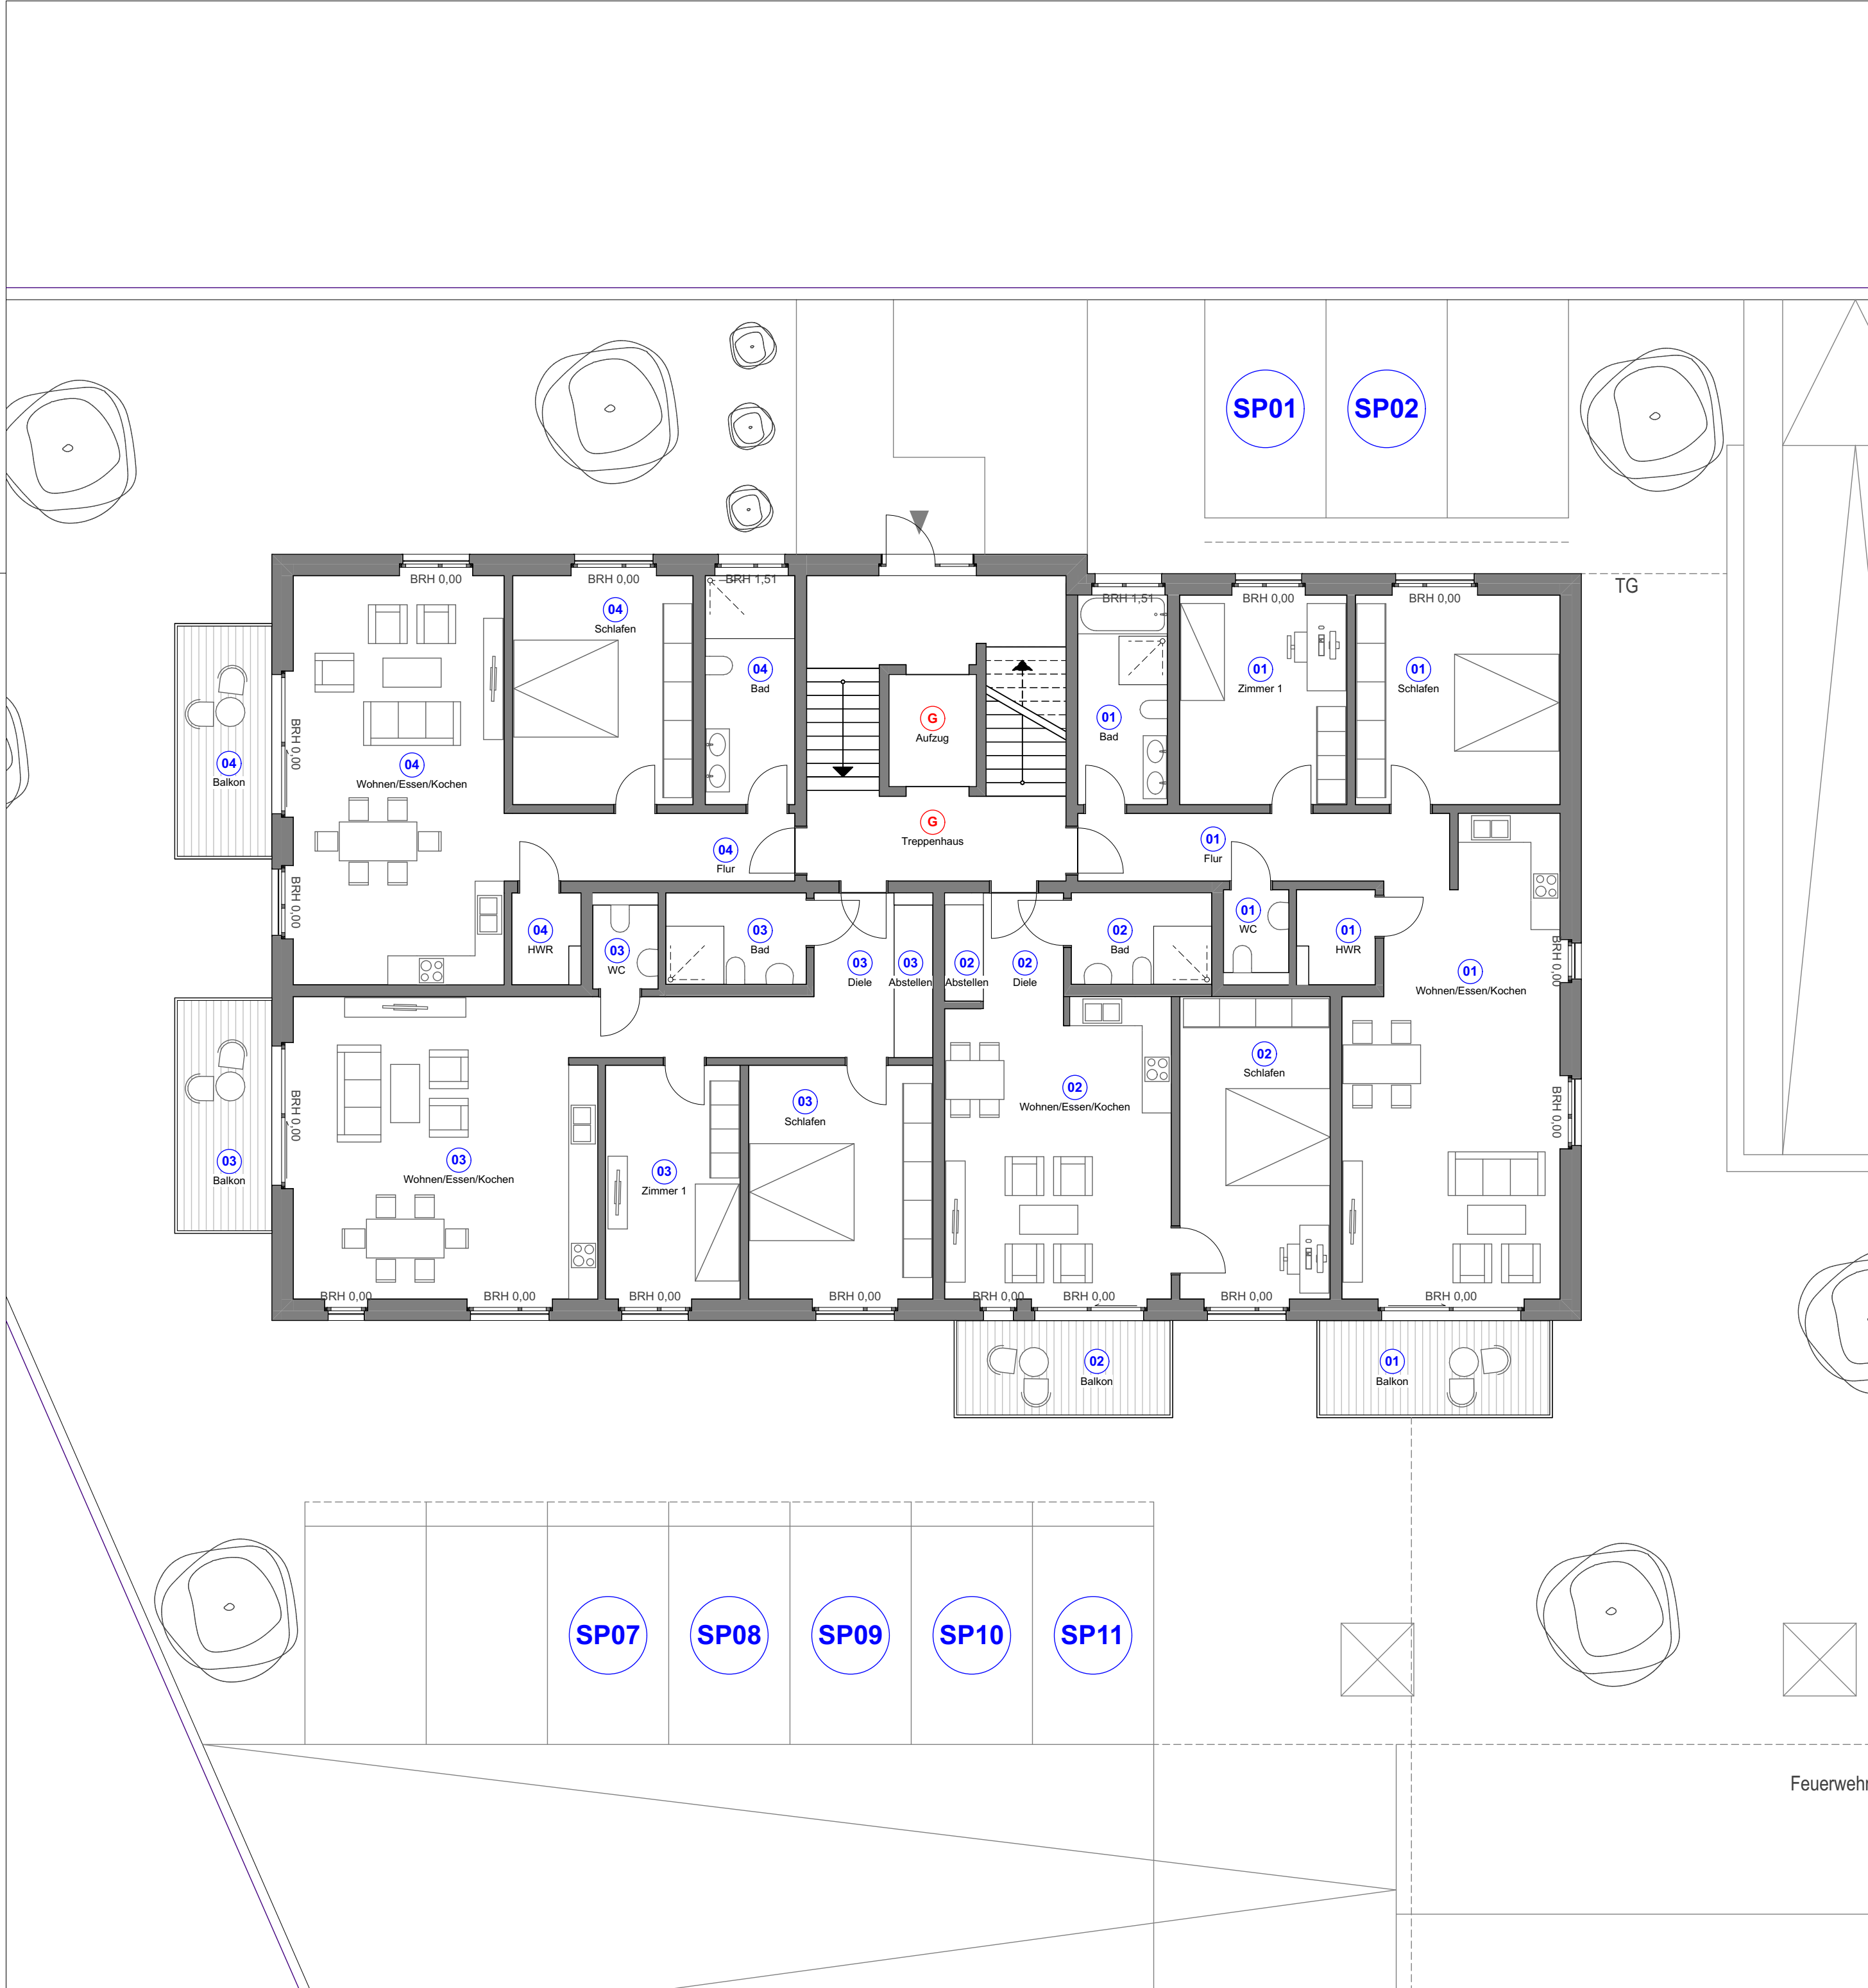 SP01
SP02
TG
BRH 0,00
BRH 0,00
BRH 1,51
BRH 1,51
BRH 0,00
BRH 0,00
04
Schlafen
04
Bad
01
Zimmer 1
01
Schlafen
G
Aufzug
01
Bad
BRH 0,00
04
Balkon
04
Wohnen/Essen/Kochen
G
Treppenhaus
04
Flur
01
Flur
BRH 0,00
04
HWR
03
WC
03
Bad
03
Diele
03
Abstellen
02
Abstellen
02
Diele
02
Bad
01
WC
01
HWR
01
Wohnen/Essen/Kochen
BRH 0,00
BRH 0,00
03
Balkon
03
Wohnen/Essen/Kochen
03
Zimmer 1
03
Schlafen
02
Wohnen/Essen/Kochen
02
Schlafen
BRH 0,00
BRH 0,00
BRH 0,00
BRH 0,00
BRH 0,00
BRH 0,00
BRH 0,00
BRH 0,00
BRH 0,00
02
Balkon
01
Balkon
SP07
SP08
SP09
SP10
SP11
Feuerwehr